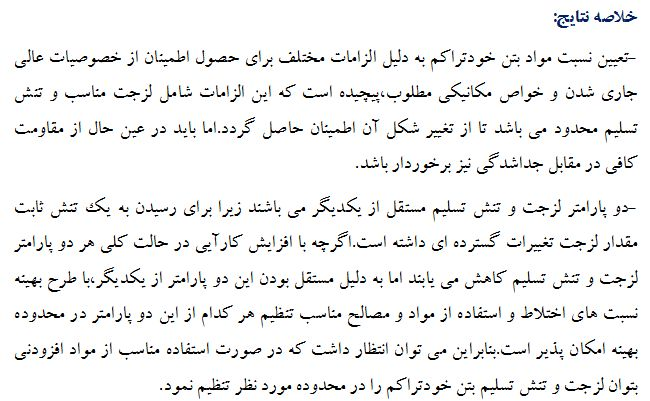 خلاصه نتایج:
-تعیین نسبت مواد بتن خودتراکم به دلیل الزامات مختلف برای حصول اطمینان از خصوصیات عالی
جاری شدن و خواص مکانیکی مطلوب،پیچیده است که این الزامات شامل لزجت مناسب و تنش
تسلیم محدود می باشد تا از تغییر شکل آن اطمینان حاصل گردد.اما باید در عین حال از مقاومت
کافی در مقابل جداشدگی نیز برخوردار باشد.
-دو پارامتر لزجت و تنش تسلیم مستقل از یکدیگر می باشند زیرا برای رسیدن به یک تنش ثابت
مقدار لزجت تغییرات گسترده ای داشته است.اگرچه با افزایش کارآیی در حالت کلی هر دو پارامتر
لزجت و تنش تسلیم کاهش می یابند اما به دلیل مستقل بودن این دو پارامتر از یکدیگر،با طرح بهینه
نسبت های اختلاط و استفاده از مواد و مصالح مناسب تنظیم هر کدام از این دو پارامتر در محدوده
بهینه امکان پذیر است.بنابراین می توان انتظار داشت که در صورت استفاده مناسب از مواد افزودنی
بتوان لزجت و تنش تسلیم بتن خودتراکم را در محدوده مورد نظر تنظیم نمود.